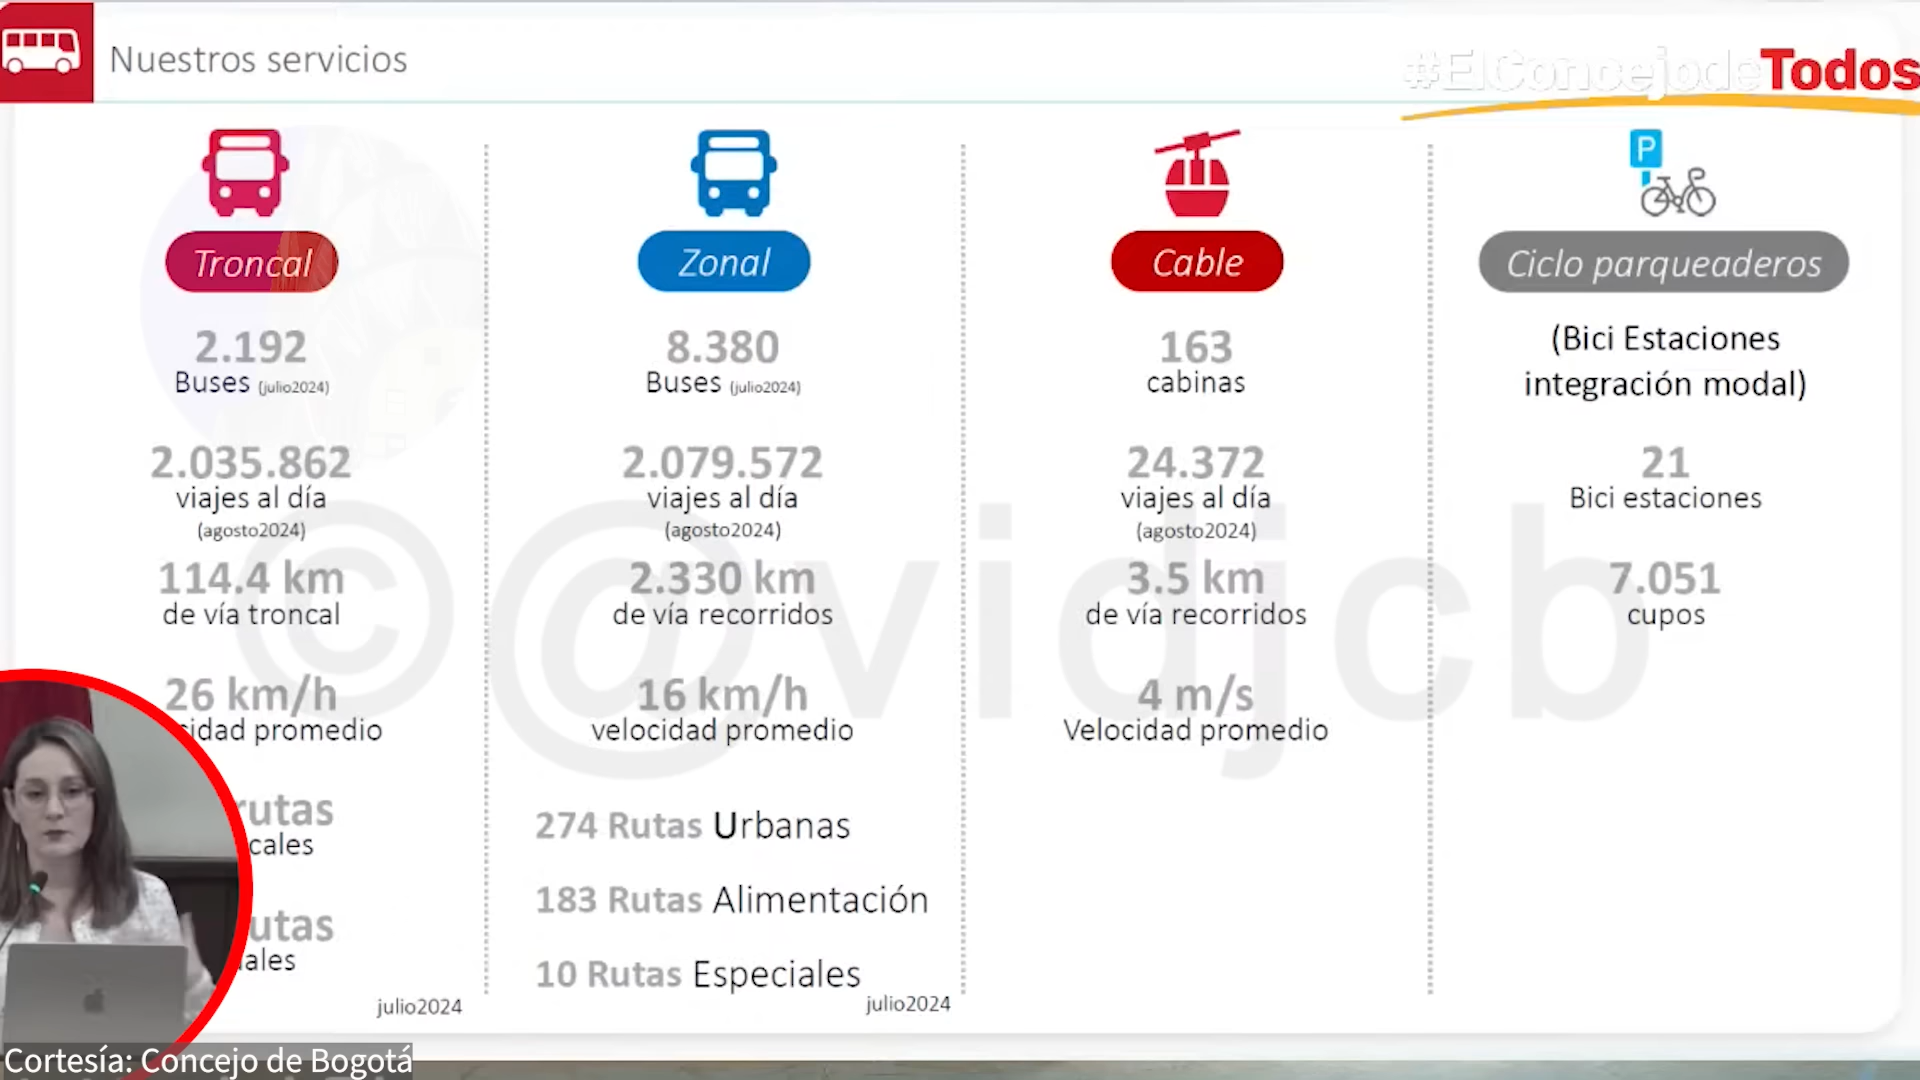 Nuestros servicios
#ElConcejodeTodos
Troncal
2.192
Buses (julio2024)
2.035.862
viajes al día
(agosto2024)
114.4 km
de vía troncal
26 km/h
promedio
julio2024
Zonal
8.380
Buses (julio2024)
2.079.572
viajes al día
(agosto2024)
2.330 km
de vía recorridos
16 km/h
velocidad promedio
274 Rutas Urbanas
183 Rutas Alimentación
10 Rutas Especiales
julio2024
Cable
163
cabinas
24.372
viajes al día
(agosto2024)
3.5 km
de vía recorridos
4 m/s
Velocidad promedio
P
Ciclo parqueaderos
(Bici Estaciones
integración modal)
21
Bici estaciones
7.051
cupos
©@vidjcb
Cortesía: Concejo de Bogotá